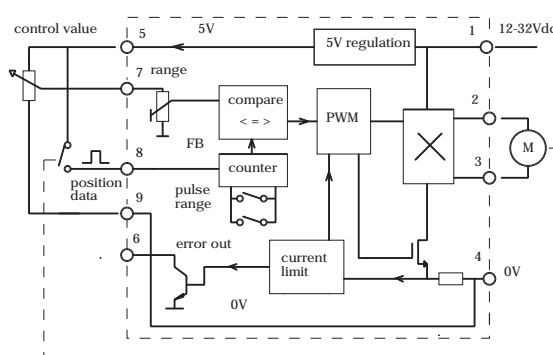 control value
5
5V
5V regulation
1
12-32Vdc
7
range
compare
< = >
PWM
2
M
3
FB
8
counter
position
data
pulse
range
9
6
error out
current
limit
4
0V
0V